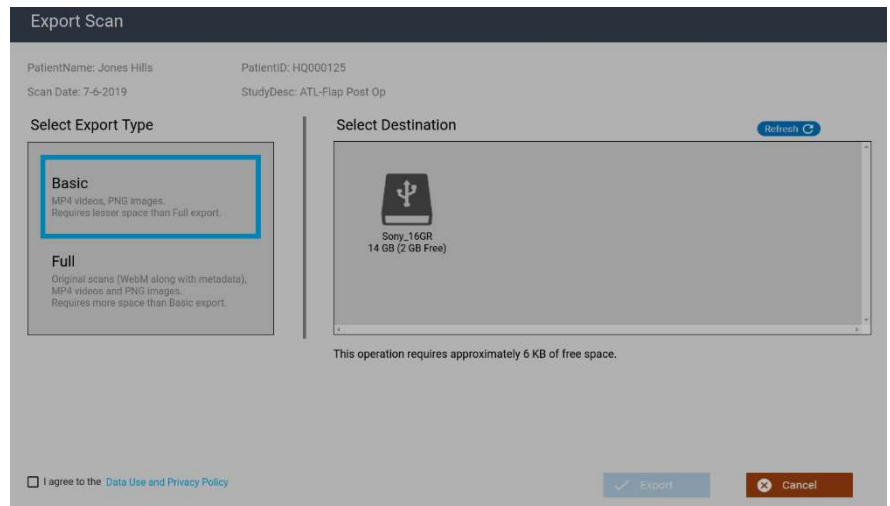 Export Scan
PatientName: Jones Hills
PatientID: HQ000125
Scan Date: 7-6-2019
StudyDesc: ATL-Flap Post Op
Select Export Type
Select Destination
Refresh
Basic
MP4 videos, PNG images.
Requires lesser space than Full export.
Sony_16GR
14 GB (2 GB Free)
Full
Original scans (WebM along with metadata),
MP4 videos and PNG images.
Requires more space than Basic export.
This operation requires approximately 6 KB of free space.
I agree to the Data Use and Privacy Policy
Export
Cancel